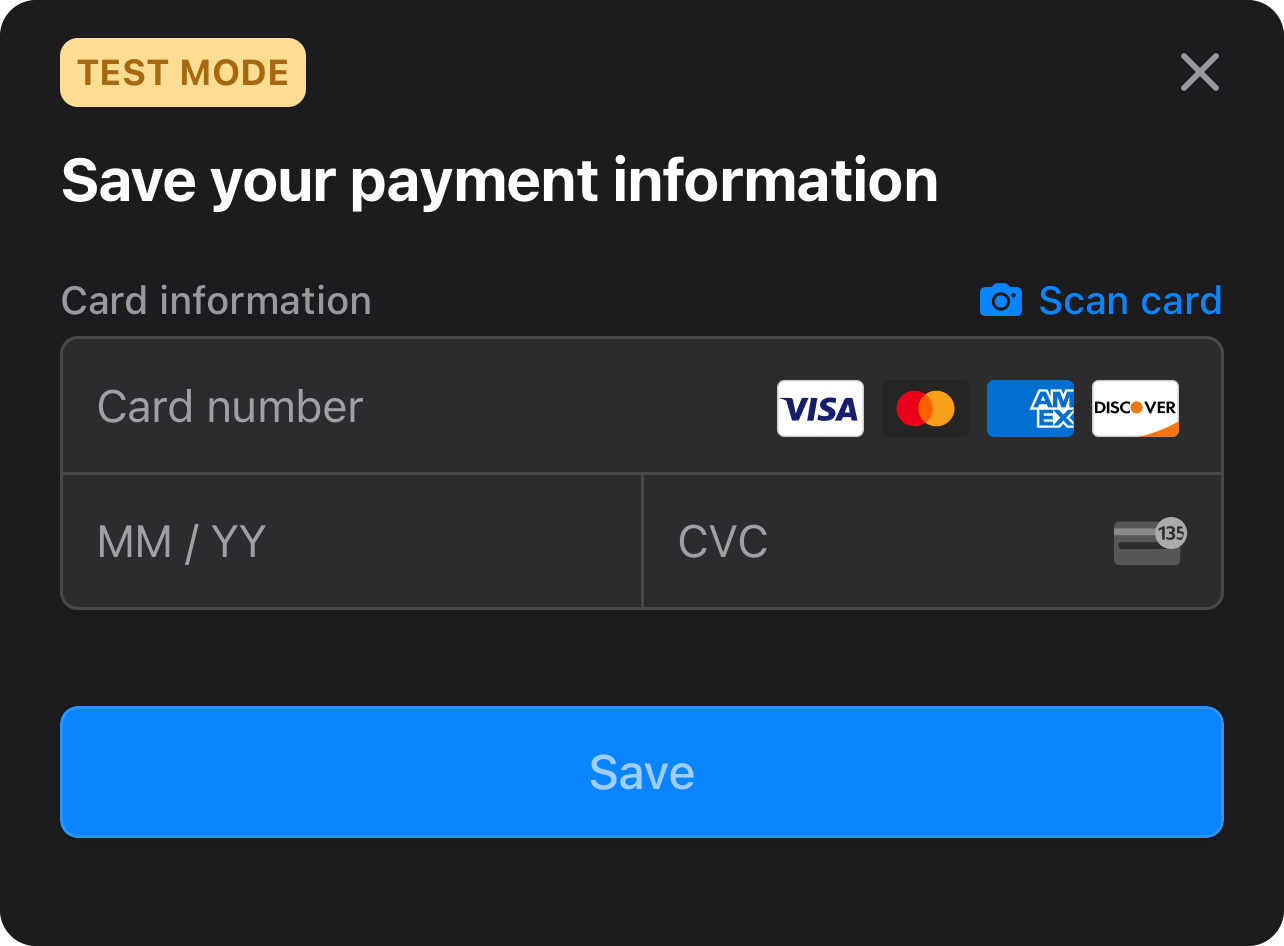 TEST MODE
Save your payment information
Card information
Scan card
Card number
VISA
AM
EX
DISCOVER
MM / YY
CVC
135
Save